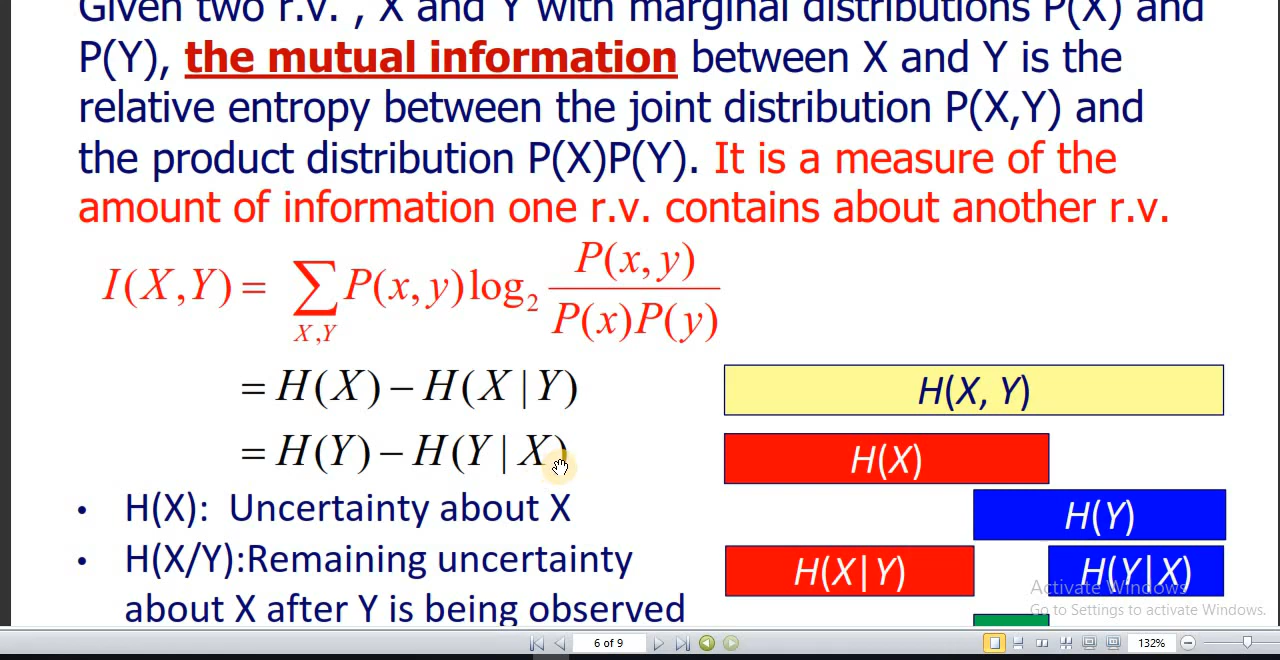 Given two r.v. , X and Y with marginal distributions P(X) and
P(Y), the mutual information between X and Y is the
relative entropy between the joint distribution P(X,Y) and
the product distribution P(X)P(Y). It is a measure of the
amount of information one r.v. contains about another r.v.
I(X,Y) = ∑_{X,Y} P(x, y) log₂ P(x, y) / P(x)P(y)
= H(X) − H(X | Y)
H(X, Y)
= H(Y) − H(Y | X)
H(X)
• H(X): Uncertainty about X
H(Y)
• H(X/Y):Remaining uncertainty
about X after Y is being observed
H(X|Y)
H(Y|X)
Activate Windows
Go to Settings to activate Windows.
6 of 9
132%